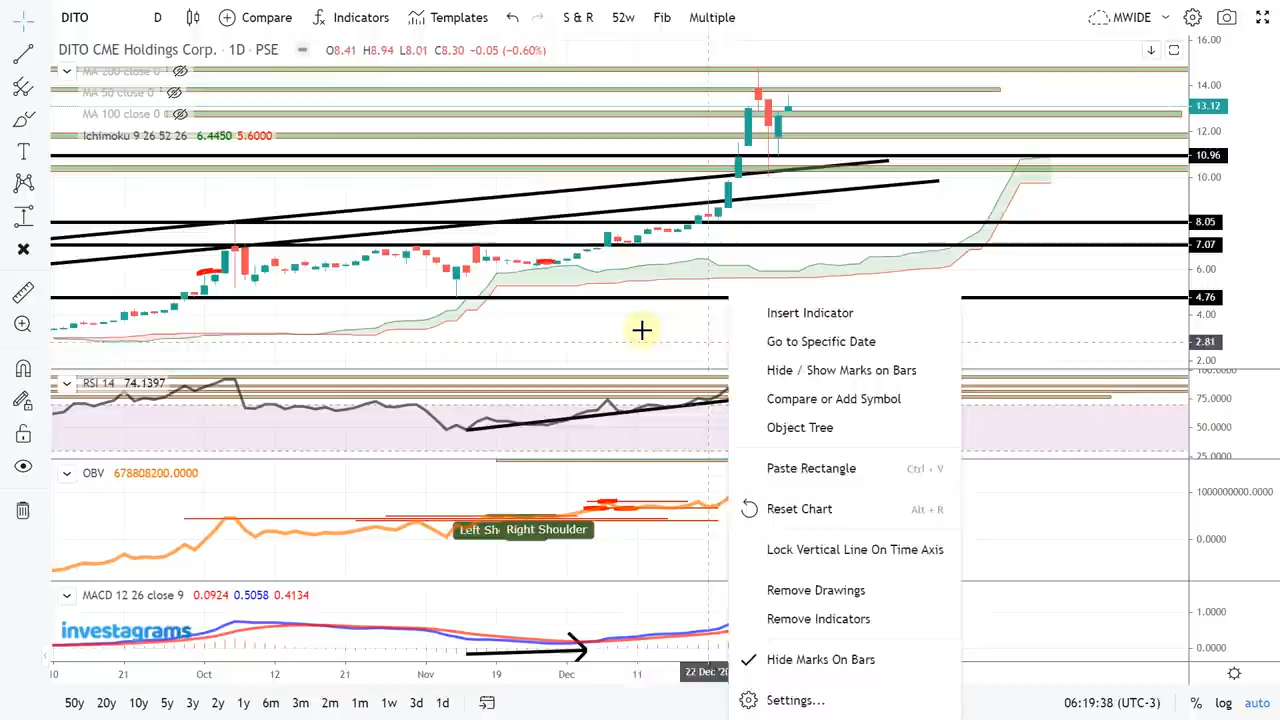 DITO D Compare Indicators Templates S & R 52w Fib Multiple MWIDE
DITO CME Holdings Corp. · 1D · PSE O8.41 H8.94 L8.01 C8.30 -0.05 (-0.60%)
MA 200 close 0
MA 50 close 0
MA 100 close 0
Ichimoku 9 26 52 26 6.4450 5.6000
16.00
14.00
13.12
12.00
10.96
10.00
8.05
7.07
6.00
4.76
4.00
2.81
2.00
Insert Indicator
Go to Specific Date
Hide / Show Marks on Bars
Compare or Add Symbol
Object Tree
Paste Rectangle Ctrl + V
Reset Chart Alt + R
Lock Vertical Line On Time Axis
Remove Drawings
Remove Indicators
Hide Marks On Bars
Settings...
RSI 14 74.1397
100.0000
75.0000
50.0000
25.0000
OBV 678808200.0000
1000000000.0000
0.0000
Left Sh Right Shoulder
MACD 12 26 close 9 0.0924 0.5058 0.4134
1.0000
0.0000
investagrams
10 21 Oct 12 21 Nov 19 Dec 11 22 Dec '20
50y 20y 10y 5y 3y 2y 1y 6m 3m 2m 1m 1w 3d 1d 06:19:38 (UTC-3) % log auto